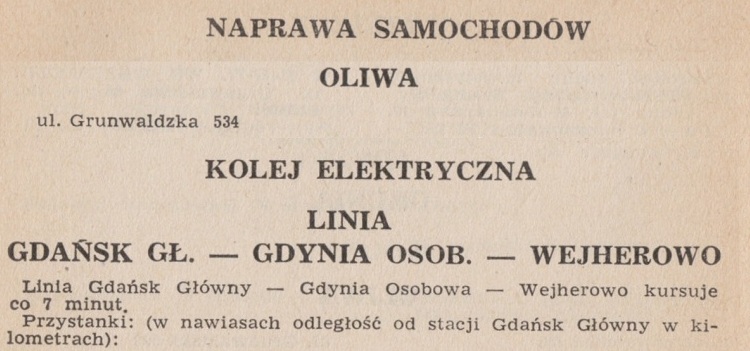 NAPRAWA SAMOCHODÓW
OLIWA
ul. Grunwaldzka 534
KOLEJ ELEKTRYCZNA
LINIA
GDAŃSK GŁ. — GDYNIA OSOB. — WEJHEROWO
Linia Gdańsk Główny — Gdynia Osobowa — Wejherowo kursuje
co 7 minut.
Przystanki: (w nawiasach odległość od stacji Gdańsk Główny w ki-
lometrach):